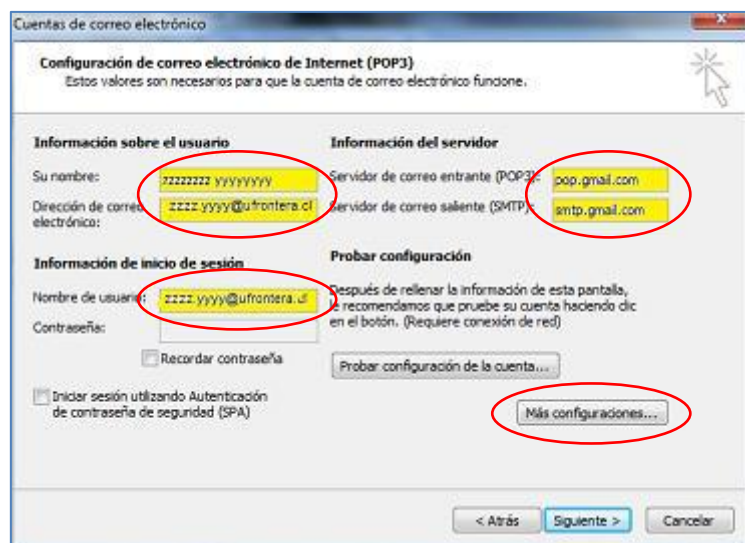 Cuentas de correo electrónico
Configuración de correo electrónico de Internet (POP3)
Estos valores son necesarios para que la cuenta de correo electrónico funcione.
Información sobre el usuario
Su nombre:
zzzzzzzz yyyyyyyy
Dirección de correo
electrónico:
zzzz.yyyy@ufrontera.cl
Información de inicio de sesión
Nombre de usuario:
zzzz.yyyy@ufrontera.cl
Contraseña:
Recordar contraseña
Iniciar sesión utilizando Autenticación
de contraseña de seguridad (SPA)
Información del servidor
Servidor de correo entrante (POP3):
pop.gmail.com
Servidor de correo saliente (SMTP):
smtp.gmail.com
Probar configuración
Después de rellenar la información de esta pantalla,
le recomendamos que pruebe su cuenta haciendo clic
en el botón. (Requiere conexión de red)
Probar configuración de la cuenta...
Más configuraciones...
< Atrás
Siguiente >
Cancelar